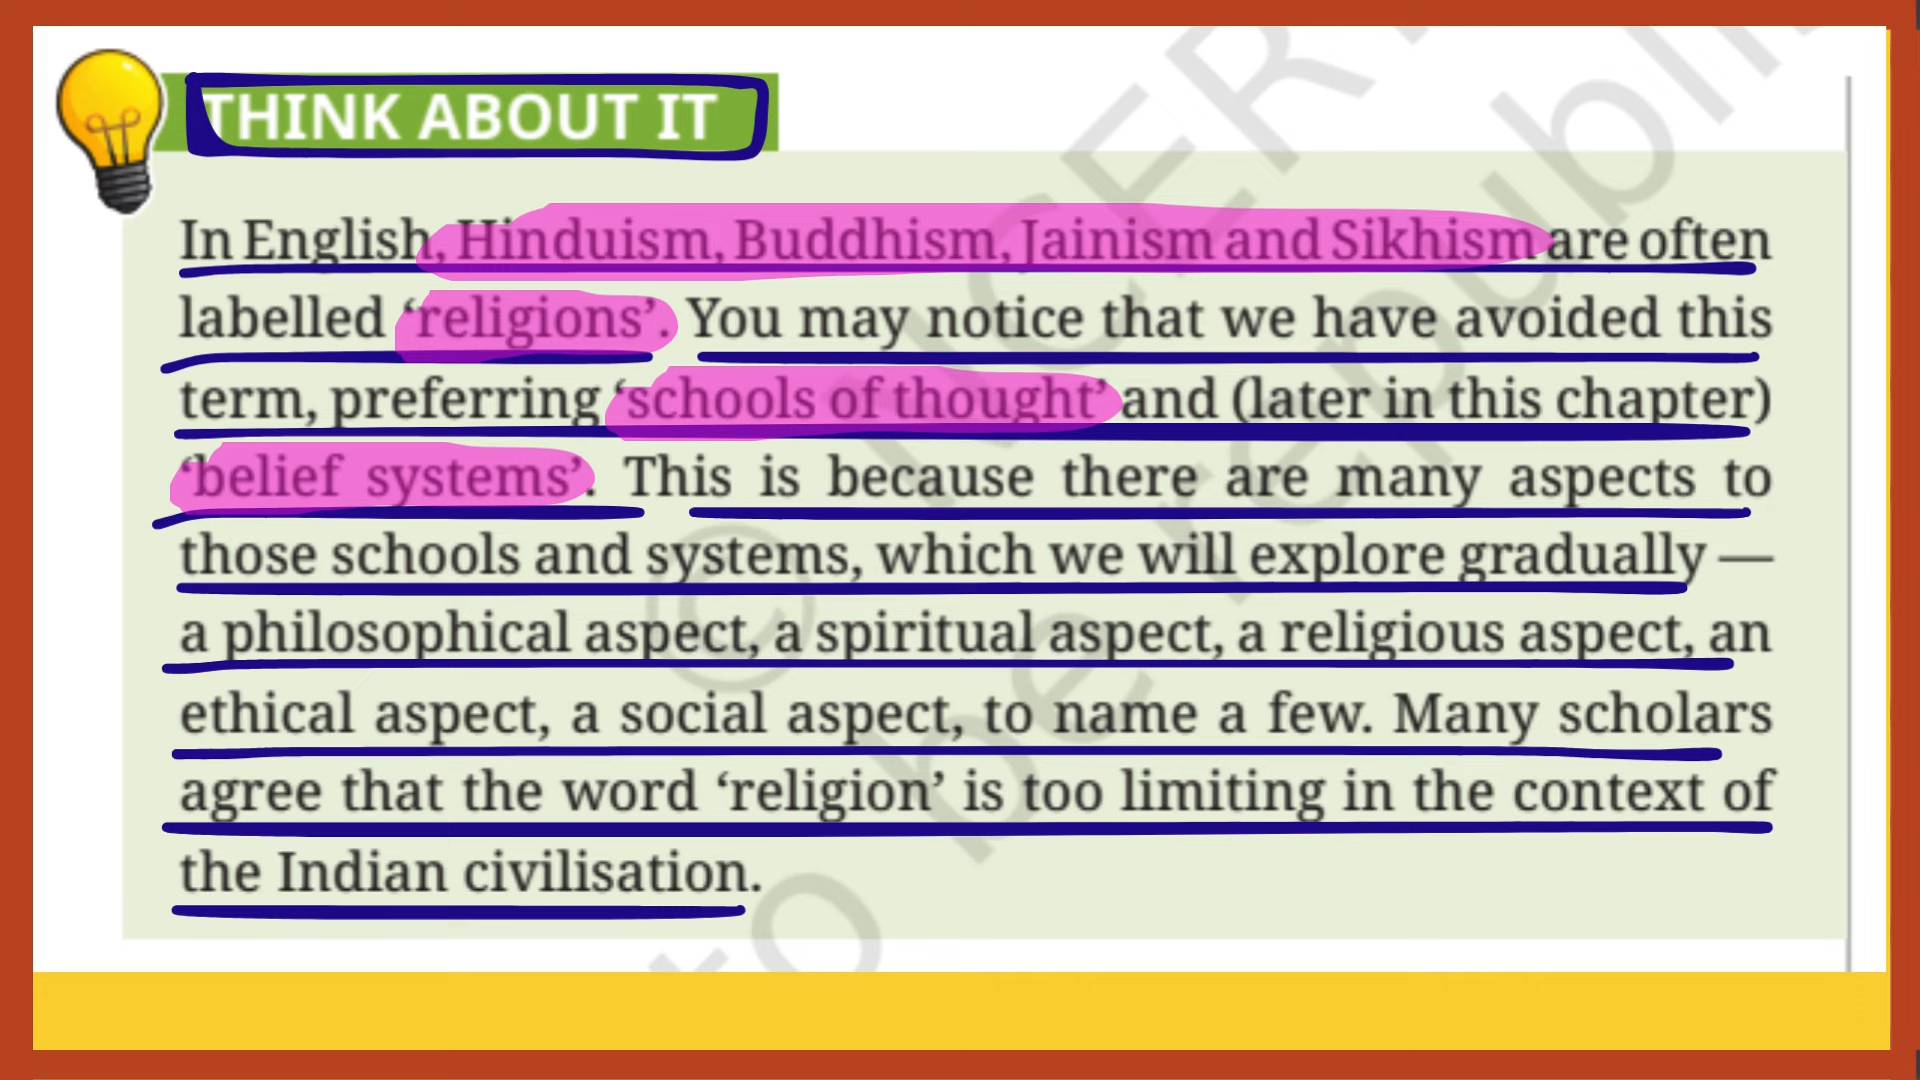 THINK ABOUT IT
In English, Hinduism, Buddhism, Jainism and Sikhism are often
labelled ‘religions’. You may notice that we have avoided this
term, preferring ‘schools of thought’ and (later in this chapter)
‘belief systems’. This is because there are many aspects to
those schools and systems, which we will explore gradually —
a philosophical aspect, a spiritual aspect, a religious aspect, an
ethical aspect, a social aspect, to name a few. Many scholars
agree that the word ‘religion’ is too limiting in the context of
the Indian civilisation.